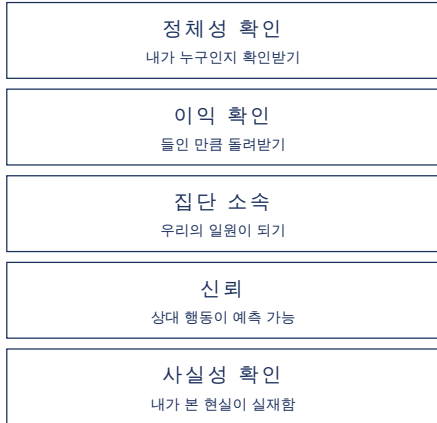 정체성 확인
내가 누구인지 확인받기
이익 확인
들인 만큼 돌려받기
집단 소속
우리의 일원이 되기
신뢰
상대 행동이 예측 가능
사실성 확인
내가 본 현실이 실재함